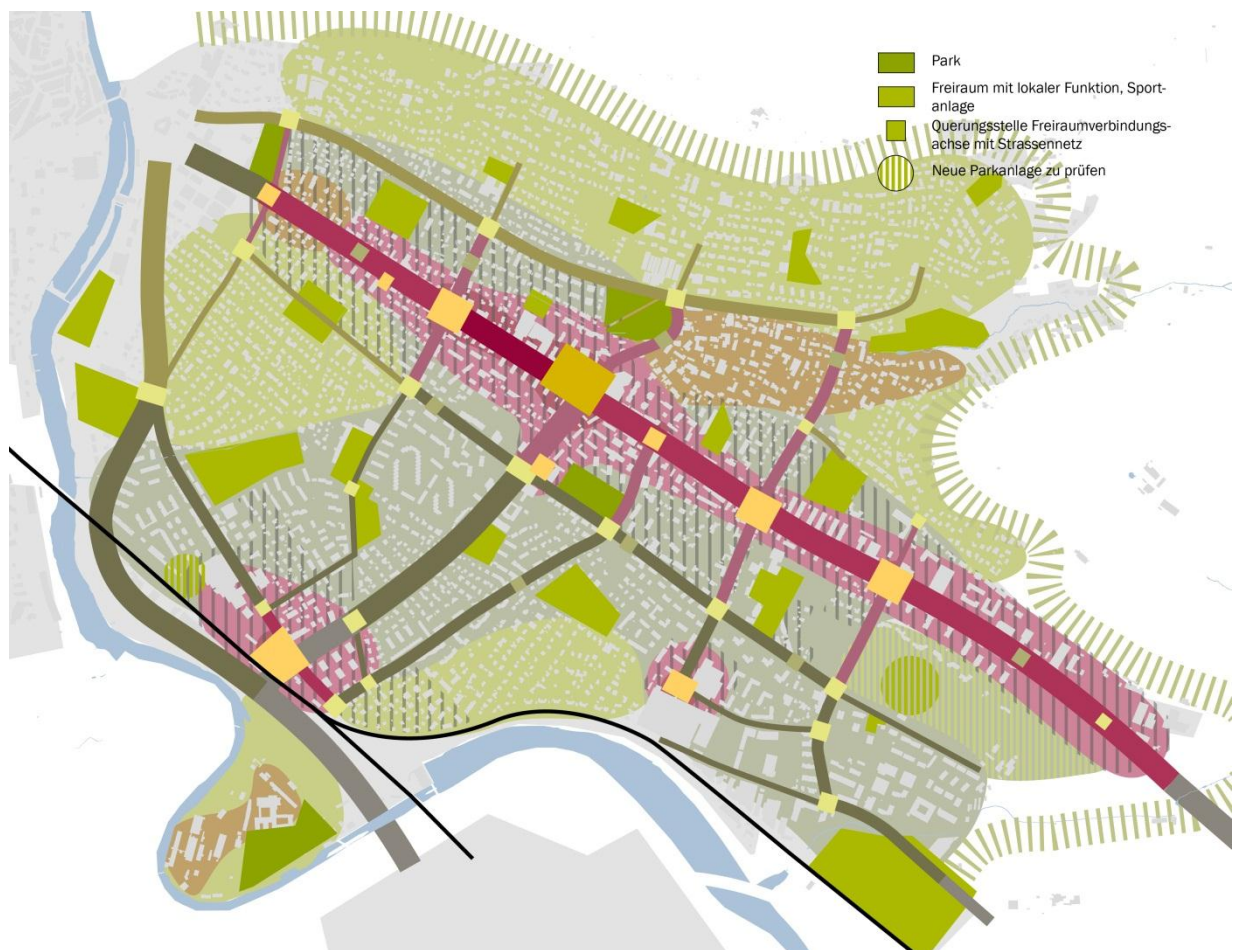 Park
Freiraum mit lokaler Funktion, Sport-
anlage
Querungsstelle Freiraumverbindungs-
achse mit Strassennetz
Neue Parkanlage zu prüfen